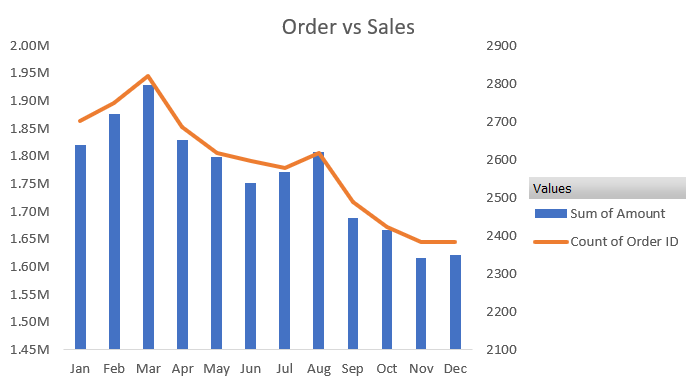 Order vs Sales
2.00M
1.95M
1.90M
1.85M
1.80M
1.75M
1.70M
1.65M
1.60M
1.55M
1.50M
1.45M
2900
2800
2700
2600
2500
2400
2300
2200
2100
Jan Feb Mar Apr May Jun Jul Aug Sep Oct Nov Dec
Values
Sum of Amount
Count of Order ID